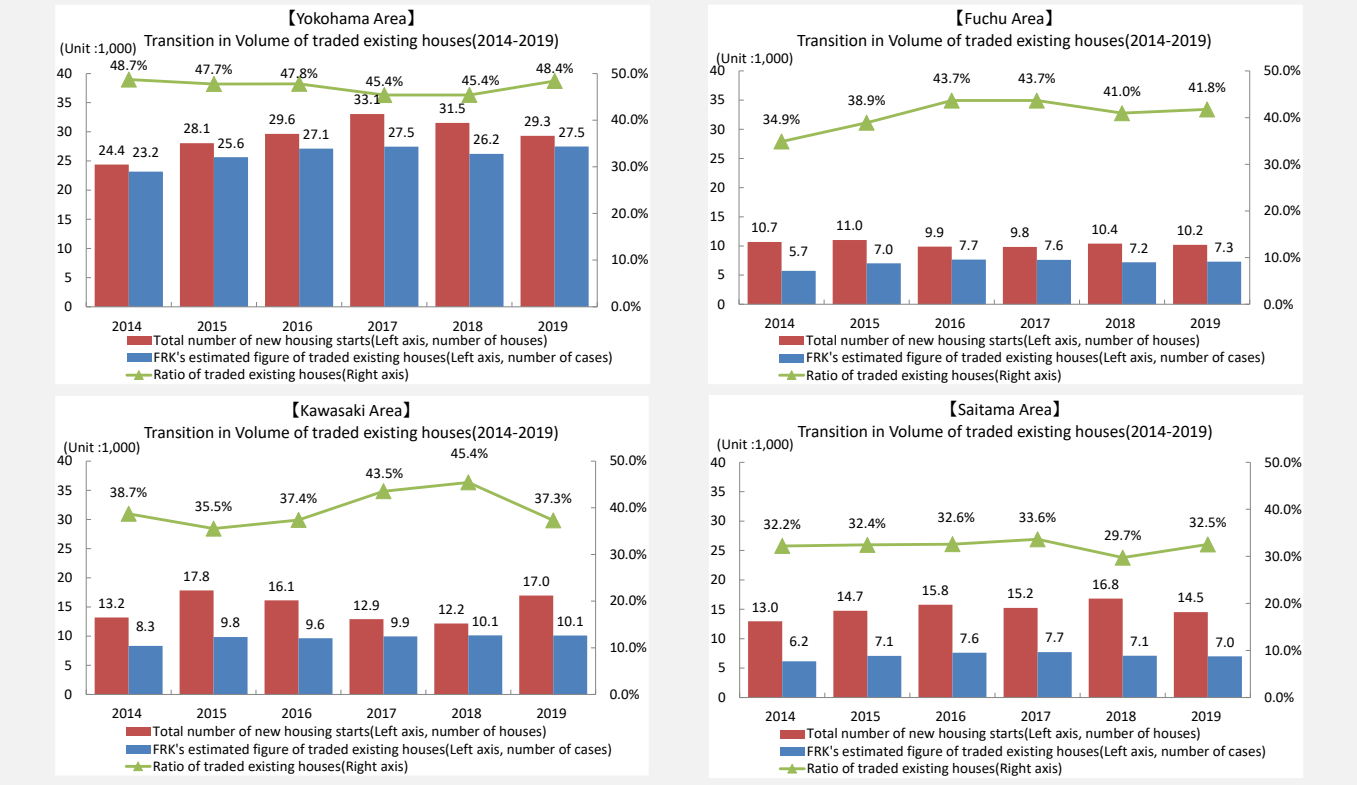 【Yokohama Area】
Transition in Volume of traded existing houses(2014-2019)
(Unit :1,000)
48.7% 47.7% 47.8% 45.4% 45.4% 48.4%
24.4 28.1 29.6 33.1 31.5 29.3
23.2 25.6 27.1 27.5 26.2 27.5
40
35
30
25
20
15
10
5
0
50.0%
40.0%
30.0%
20.0%
10.0%
0.0%
2014 2015 2016 2017 2018 2019
Total number of new housing starts(Left axis, number of houses)
FRK's estimated figure of traded existing houses(Left axis, number of cases)
Ratio of traded existing houses(Right axis)
【Fuchu Area】
Transition in Volume of traded existing houses(2014-2019)
(Unit :1,000)
34.9% 38.9% 43.7% 43.7% 41.0% 41.8%
10.7 11.0 9.9 9.8 10.4 10.2
5.7 7.0 7.7 7.6 7.2 7.3
40
35
30
25
20
15
10
5
0
50.0%
40.0%
30.0%
20.0%
10.0%
0.0%
2014 2015 2016 2017 2018 2019
Total number of new housing starts(Left axis, number of houses)
FRK's estimated figure of traded existing houses(Left axis, number of cases)
Ratio of traded existing houses(Right axis)
【Kawasaki Area】
Transition in Volume of traded existing houses(2014-2019)
(Unit :1,000)
38.7% 35.5% 37.4% 43.5% 45.4% 37.3%
13.2 17.8 16.1 12.9 12.2 17.0
8.3 9.8 9.6 9.9 10.1 10.1
40
35
30
25
20
15
10
5
0
50.0%
40.0%
30.0%
20.0%
10.0%
0.0%
2014 2015 2016 2017 2018 2019
Total number of new housing starts(Left axis, number of houses)
FRK's estimated figure of traded existing houses(Left axis, number of cases)
Ratio of traded existing houses(Right axis)
【Saitama Area】
Transition in Volume of traded existing houses(2014-2019)
(Unit :1,000)
32.2% 32.4% 32.6% 33.6% 29.7% 32.5%
13.0 14.7 15.8 15.2 16.8 14.5
6.2 7.1 7.6 7.7 7.1 7.0
40
35
30
25
20
15
10
5
0
50.0%
40.0%
30.0%
20.0%
10.0%
0.0%
2014 2015 2016 2017 2018 2019
Total number of new housing starts(Left axis, number of houses)
FRK's estimated figure of traded existing houses(Left axis, number of cases)
Ratio of traded existing houses(Right axis)